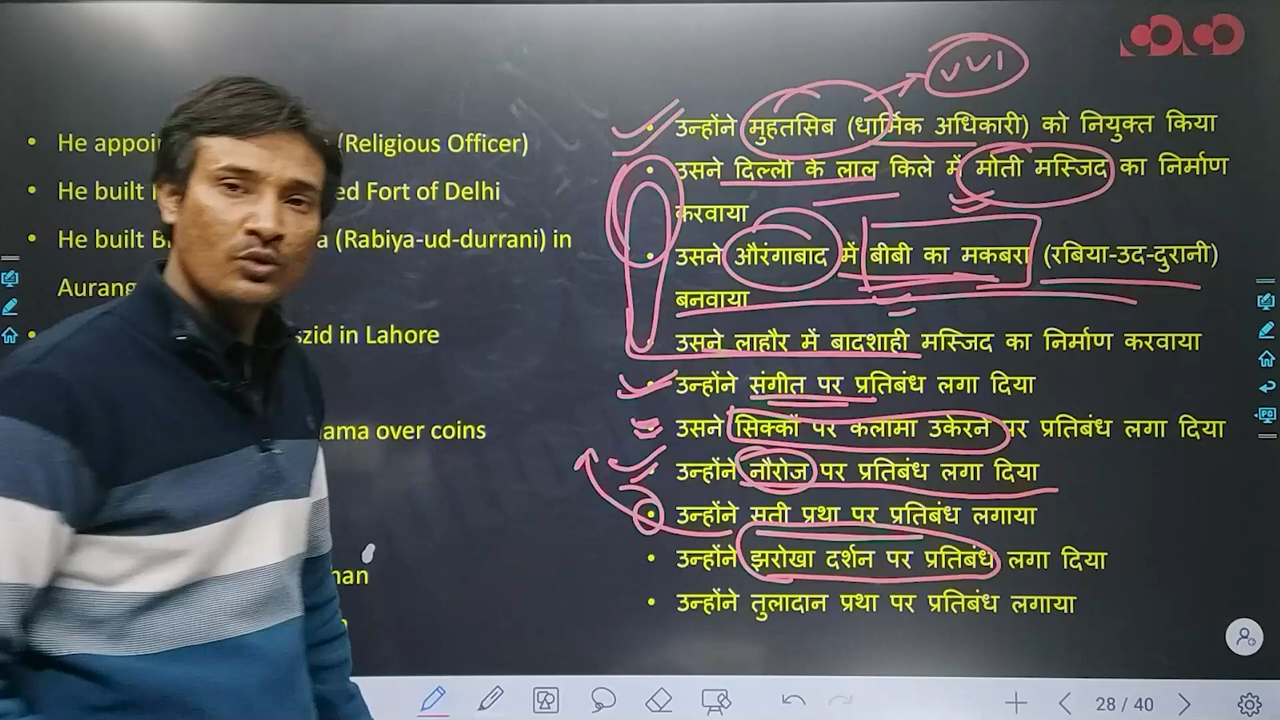 VVI
• He appoi (Religious Officer)
• He built ed Fort of Delhi
• He built B a (Rabiya-ud-durrani) in
Aurang
• szid in Lahore
lama over coins
han
• उन्होंने मुहतसिब (धार्मिक अधिकारी) को नियुक्त किया
• उसने दिल्ली के लाल किले में मोती मस्जिद का निर्माण
करवाया
• उसने औरंगाबाद में बीबी का मकबरा (रबिया-उद-दुरानी)
बनवाया
• उसने लाहौर में बादशाही मस्जिद का निर्माण करवाया
• उन्होंने संगीत पर प्रतिबंध लगा दिया
• उसने सिक्कों पर कलामा उकेरने पर प्रतिबंध लगा दिया
• उन्होंने नौरोज पर प्रतिबंध लगा दिया
• उन्होंने सती प्रथा पर प्रतिबंध लगाया
• उन्होंने झरोखा दर्शन पर प्रतिबंध लगा दिया
• उन्होंने तुलादान प्रथा पर प्रतिबंध लगाया
28 / 40